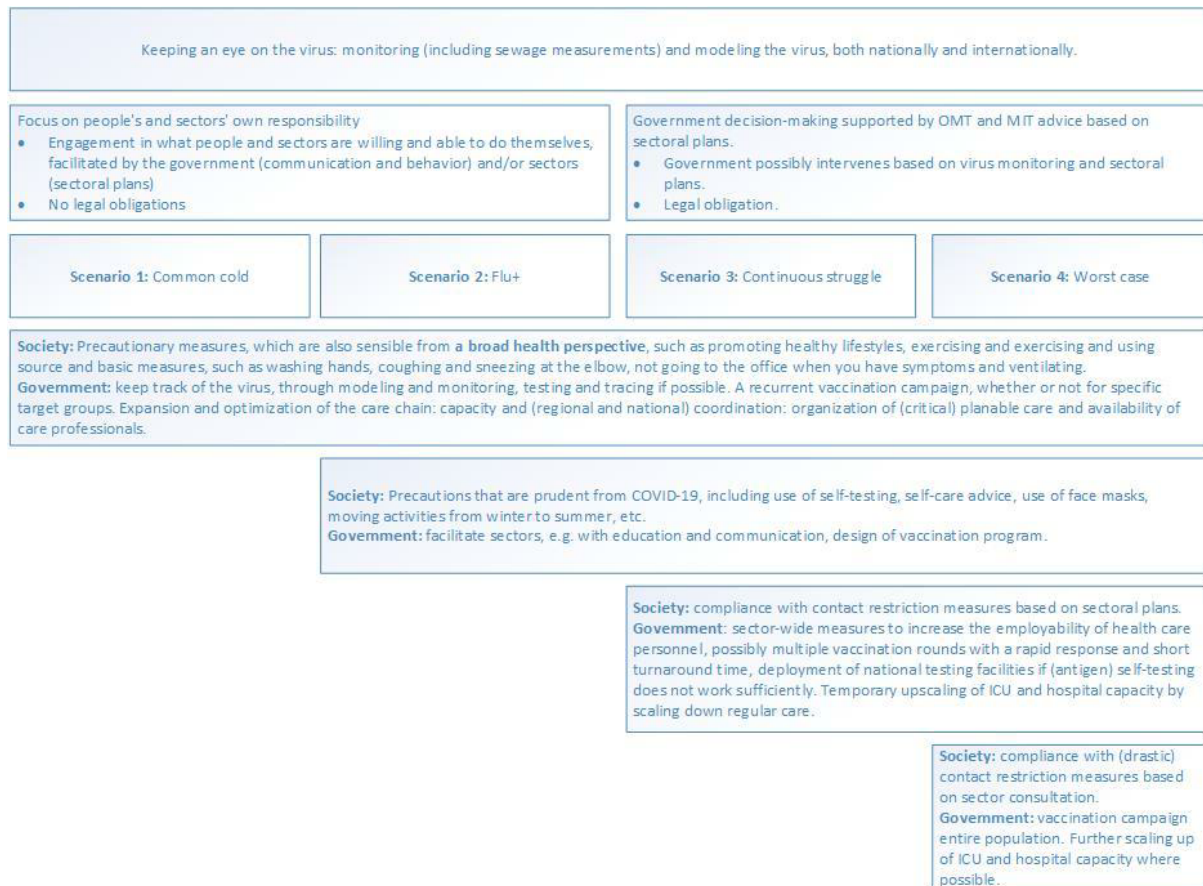 Keeping an eye on the virus: monitoring (including sewage measurements) and modeling the virus, both nationally and internationally.
Focus on people's and sectors' own responsibility
• Engagement in what people and sectors are willing and able to do themselves,
facilitated by the government (communication and behavior) and/or sectors
(sectoral plans)
• No legal obligations
Government decision-making supported by OMT and MIT advice based on
sectoral plans.
• Government possibly intervenes based on virus monitoring and sectoral
plans.
• Legal obligation.
Scenario 1: Common cold
Scenario 2: Flu+
Scenario 3: Continuous struggle
Scenario 4: Worst case
Society: Precautionary measures, which are also sensible from a broad health perspective, such as promoting healthy lifestyles, exercising and exercising and using
source and basic measures, such as washing hands, coughing and sneezing at the elbow, not going to the office when you have symptoms and ventilating.
Government: keep track of the virus, through modeling and monitoring, testing and tracing if possible. A recurrent vaccination campaign, whether or not for specific
target groups. Expansion and optimization of the care chain: capacity and (regional and national) coordination: organization of (critical) planable care and availability of
care professionals.
Society: Precautions that are prudent from COVID-19, including use of self-testing, self-care advice, use of face masks,
moving activities from winter to summer, etc.
Government: facilitate sectors, e.g. with education and communication, design of vaccination program.
Society: compliance with contact restriction measures based on sectoral plans.
Government: sector-wide measures to increase the employability of health care
personnel, possibly multiple vaccination rounds with a rapid response and short
turnaround time, deployment of national testing facilities if (antigen) self-testing
does not work sufficiently. Temporary upscaling of ICU and hospital capacity by
scaling down regular care.
Society: compliance with (drastic)
contact restriction measures based
on sector consultation.
Government: vaccination campaign
entire population. Further scaling up
of ICU and hospital capacity where
possible.